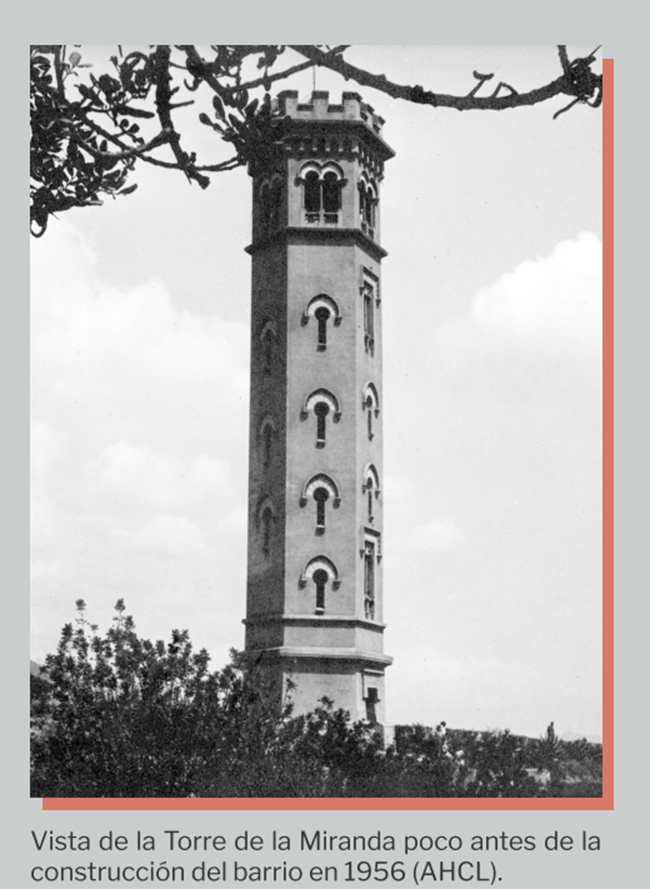 Vista de la Torre de la Miranda poco antes de la
construcción del barrio en 1956 (AHCL).